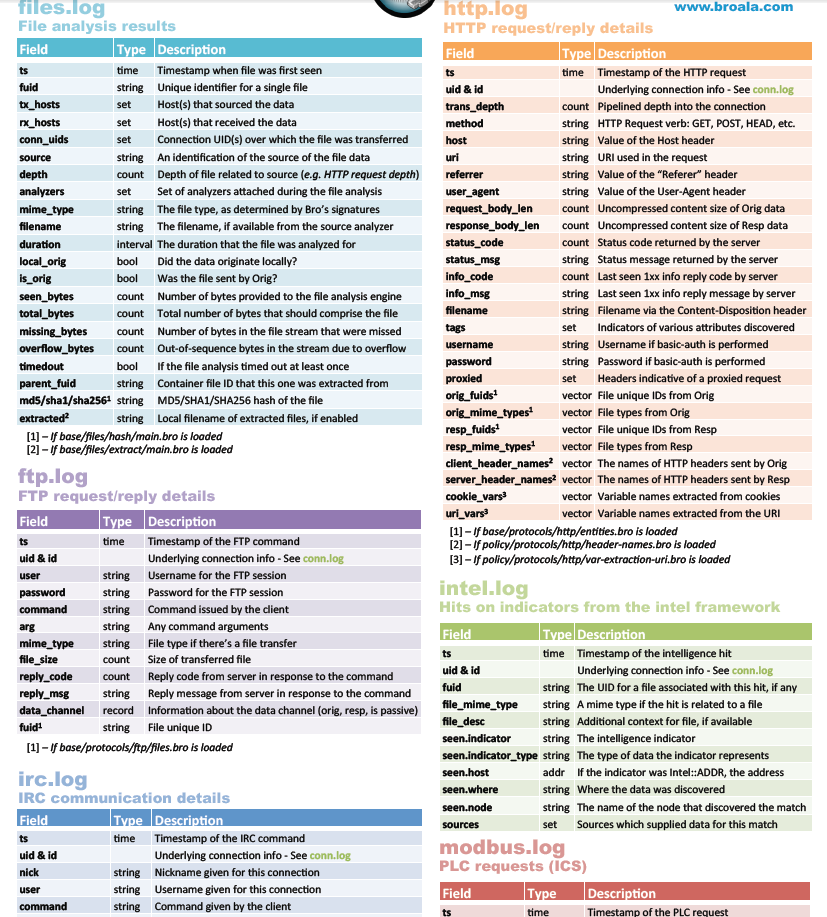 files.log
File analysis results
Field Type Description
ts time Timestamp when file was first seen
fuid string Unique identifier for a single file
tx_hosts set Host(s) that sourced the data
rx_hosts set Host(s) that received the data
conn_uids set Connection UID(s) over which the file was transferred
source string An identification of the source of the file data
depth count Depth of file related to source (e.g. HTTP request depth)
analyzers set Set of analyzers attached during the file analysis
mime_type string The file type, as determined by Bro's signatures
filename string The filename, if available from the source analyzer
duration interval The duration that the file was analyzed for
local_orig bool Did the data originate locally?
is_orig bool Was the file sent by Orig?
seen_bytes count Number of bytes provided to the file analysis engine
total_bytes count Total number of bytes that should comprise the file
missing_bytes count Number of bytes in the file stream that were missed
overflow_bytes count Out-of-sequence bytes in the stream due to overflow
timedout bool If the file analysis timed out at least once
parent_fuid string Container file ID that this one was extracted from
md5/sha1/sha256¹ string MD5/SHA1/SHA256 hash of the file
extracted² string Local filename of extracted files, if enabled
[1] – If base/files/hash/main.bro is loaded
[2] – If base/files/extract/main.bro is loaded
ftp.log
FTP request/reply details
Field Type Description
ts time Timestamp of the FTP command
uid & id Underlying connection info - See conn.log
user string Username for the FTP session
password string Password for the FTP session
command string Command issued by the client
arg string Any command arguments
mime_type string File type if there's a file transfer
file_size count Size of transferred file
reply_code count Reply code from server in response to the command
reply_msg string Reply message from server in response to the command
data_channel record Information about the data channel (orig, resp, is passive)
fuid¹ string File unique ID
[1] – If base/protocols/ftp/files.bro is loaded
irc.log
IRC communication details
Field Type Description
ts time Timestamp of the IRC command
uid & id Underlying connection info - See conn.log
nick string Nickname given for this connection
user string Username given for this connection
command string Command given by the client
http.log
www.broala.com
HTTP request/reply details
Field Type Description
ts time Timestamp of the HTTP request
uid & id Underlying connection info - See conn.log
trans_depth count Pipelined depth into the connection
method string HTTP Request verb: GET, POST, HEAD, etc.
host string Value of the Host header
uri string URI used in the request
referrer string Value of the “Referer” header
user_agent string Value of the User-Agent header
request_body_len count Uncompressed content size of Orig data
response_body_len count Uncompressed content size of Resp data
status_code count Status code returned by the server
status_msg string Status message returned by the server
info_code count Last seen 1xx info reply code by server
info_msg string Last seen 1xx info reply message by server
filename string Filename via the Content-Disposition header
tags set Indicators of various attributes discovered
username string Username if basic-auth is performed
password string Password if basic-auth is performed
proxied set Headers indicative of a proxied request
orig_fuids¹ vector File unique IDs from Orig
orig_mime_types¹ vector File types from Orig
resp_fuids¹ vector File unique IDs from Resp
resp_mime_types¹ vector File types from Resp
client_header_names² vector The names of HTTP headers sent by Orig
server_header_names² vector The names of HTTP headers sent by Resp
cookie_vars³ vector Variable names extracted from cookies
uri_vars³ vector Variable names extracted from the URI
[1] – If base/protocols/http/entities.bro is loaded
[2] – If policy/protocols/http/header-names.bro is loaded
[3] – If policy/protocols/http/var-extraction-uri.bro is loaded
intel.log
Hits on indicators from the intel framework
Field Type Description
ts time Timestamp of the intelligence hit
uid & id Underlying connection info - See conn.log
fuid string The UID for a file associated with this hit, if any
file_mime_type string A mime type if the hit is related to a file
file_desc string Additional context for file, if available
seen.indicator string The intelligence indicator
seen.indicator_type string The type of data the indicator represents
seen.host addr If the indicator was Intel::ADDR, the address
seen.where string Where the data was discovered
seen.node string The name of the node that discovered the match
sources set Sources which supplied data for this match
modbus.log
PLC requests (ICS)
Field Type Description
ts time Timestamp of the PLC request